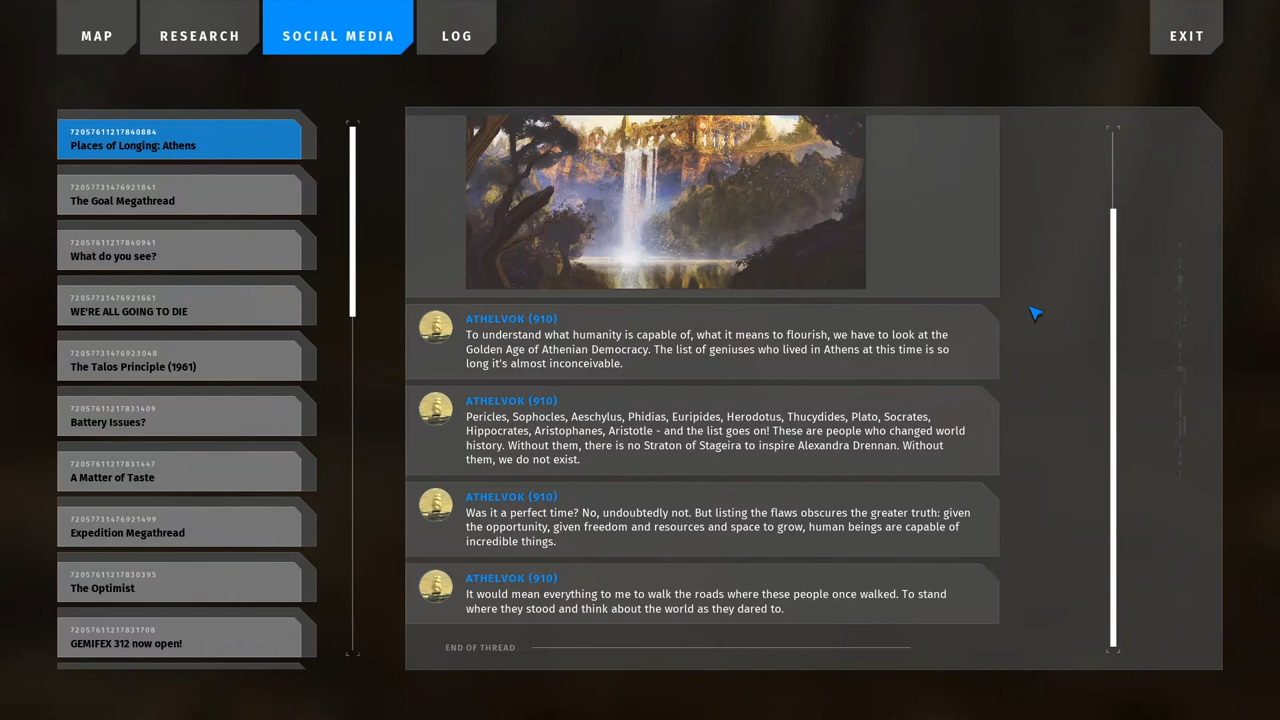 MAP
RESEARCH
SOCIAL MEDIA
LOG
EXIT
72057611217840884
Places of Longing: Athens
72057731476921841
The Goal Megathread
72057611217840941
What do you see?
72057731476921661
WE'RE ALL GOING TO DIE
72057731476923048
The Talos Principle (1961)
72057611217831409
Battery Issues?
72057611217831447
A Matter of Taste
72057731476921499
Expedition Megathread
72057611217830395
The Optimist
72057611217831708
GEMIFEX 312 now open!
ATHELVOK (910)
To understand what humanity is capable of, what it means to flourish, we have to look at the
Golden Age of Athenian Democracy. The list of geniuses who lived in Athens at this time is so
long it's almost inconceivable.
ATHELVOK (910)
Pericles, Sophocles, Aeschylus, Phidias, Euripides, Herodotus, Thucydides, Plato, Socrates,
Hippocrates, Aristophanes, Aristotle - and the list goes on! These are people who changed world
history. Without them, there is no Straton of Stageira to inspire Alexandra Drennan. Without
them, we do not exist.
ATHELVOK (910)
Was it a perfect time? No, undoubtedly not. But listing the flaws obscures the greater truth: given
the opportunity, given freedom and resources and space to grow, human beings are capable of
incredible things.
ATHELVOK (910)
It would mean everything to me to walk the roads where these people once walked. To stand
where they stood and think about the world as they dared to.
END OF THREAD